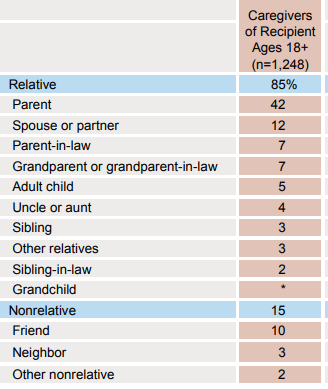 Caregivers
of Recipient
Ages 18+
(n=1,248)
Relative 85%
Parent 42
Spouse or partner 12
Parent-in-law 7
Grandparent or grandparent-in-law 7
Adult child 5
Uncle or aunt 4
Sibling 3
Other relatives 3
Sibling-in-law 2
Grandchild *
Nonrelative 15
Friend 10
Neighbor 3
Other nonrelative 2